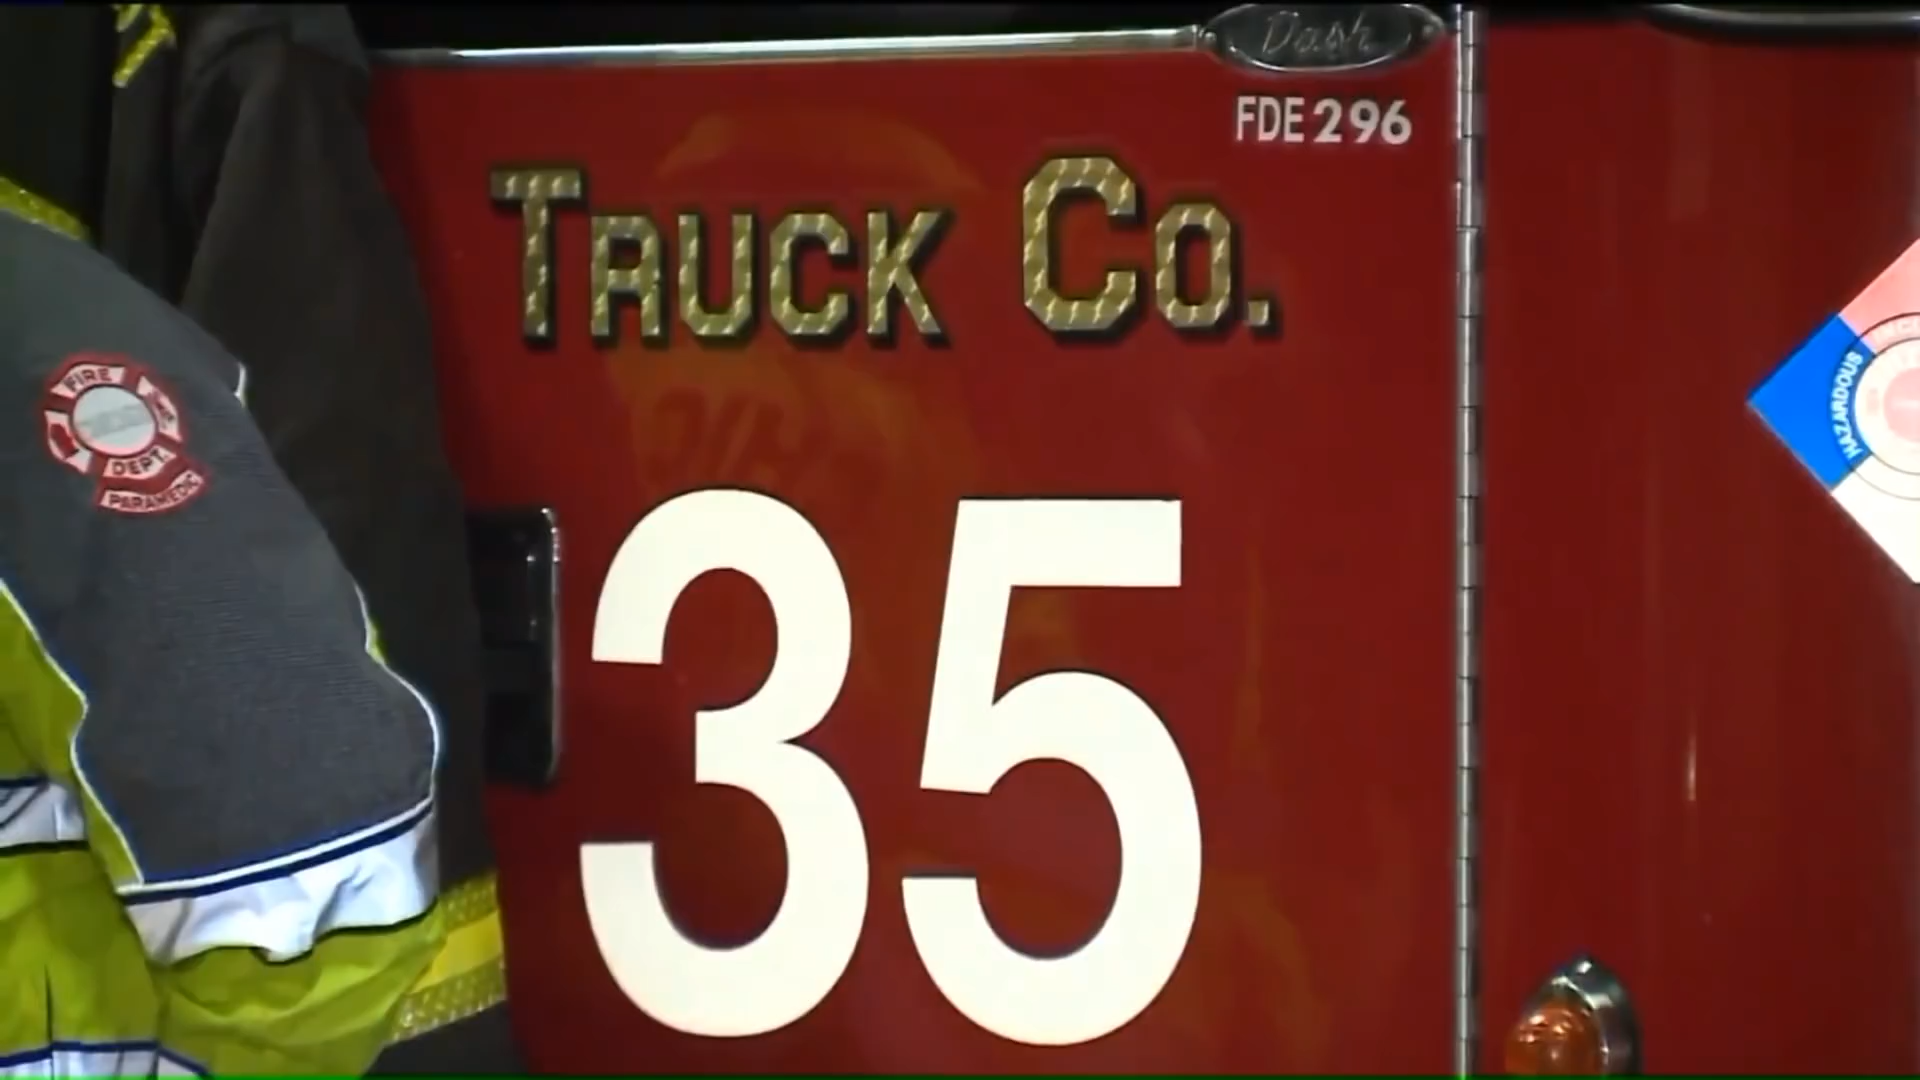 Dash
FDE 296
TRUCK CO.
35
FIRE
DEPT.
PARAMEDIC
HAZARDOUS